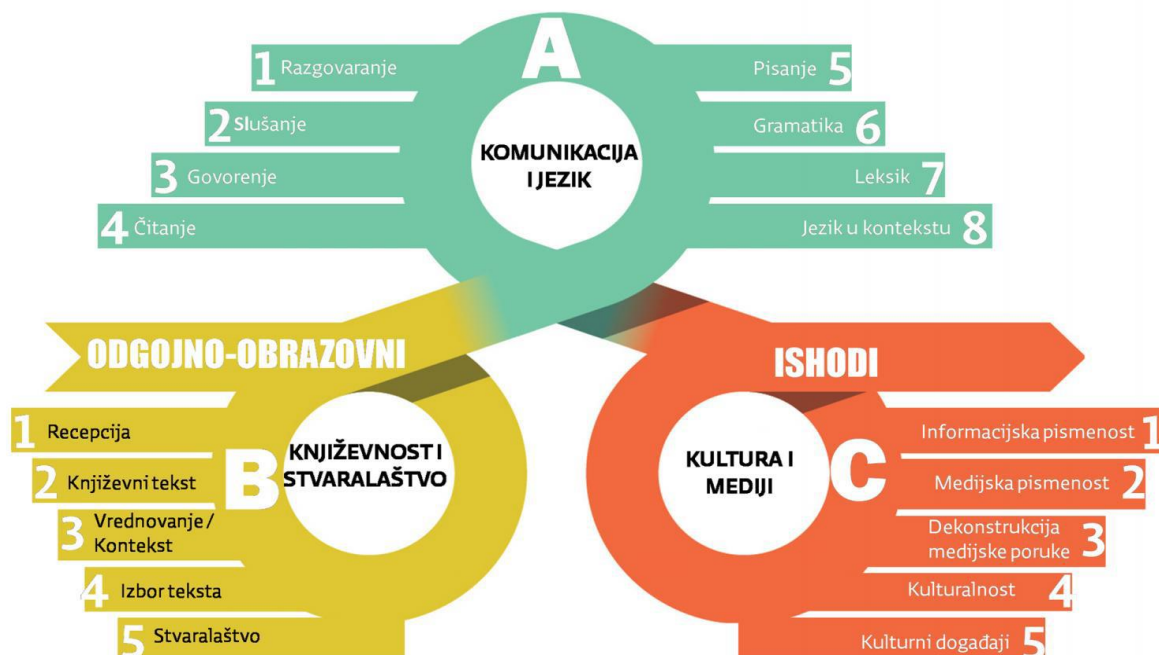 A
KOMUNIKACIJA
I JEZIK
1 Razgovaranje
2 Slušanje
3 Govorenje
4 Čitanje
Pisanje 5
Gramatika 6
Leksik 7
Jezik u kontekstu 8
ODGOJNO-OBRAZOVNI
ISHODI
B
KNJIŽEVNOST I
STVARALAŠTVO
1 Recepcija
2 Književni tekst
3 Vrednovanje /
Kontekst
4 Izbor teksta
5 Stvaralaštvo
C
KULTURA I
MEDIJI
Informacijska pismenost 1
Medijska pismenost 2
Dekonstrukcija
medijske poruke 3
Kulturalnost 4
Kulturni događaji 5